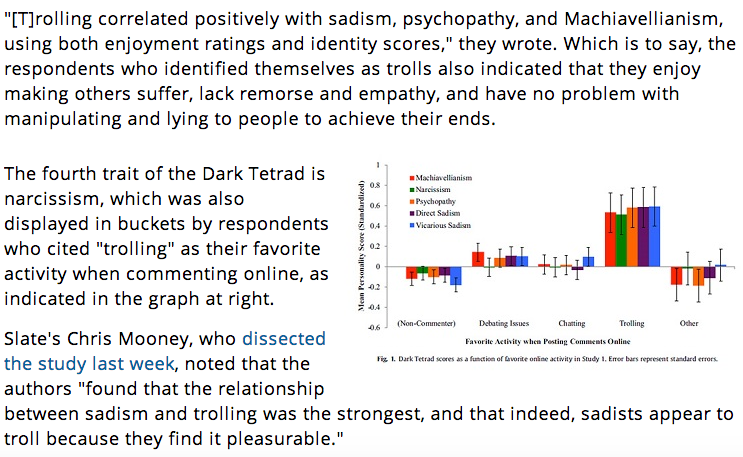 "[T]rolling correlated positively with sadism, psychopathy, and Machiavellianism,
using both enjoyment ratings and identity scores," they wrote. Which is to say, the
respondents who identified themselves as trolls also indicated that they enjoy
making others suffer, lack remorse and empathy, and have no problem with
manipulating and lying to people to achieve their ends.
The fourth trait of the Dark Tetrad is
narcissism, which was also
displayed in buckets by respondents
who cited "trolling" as their favorite
activity when commenting online, as
indicated in the graph at right.
Slate's Chris Mooney, who dissected
the study last week, noted that the
authors "found that the relationship
between sadism and trolling was the strongest, and that indeed, sadists appear to
troll because they find it pleasurable."
Mean Personality Score (Standardized)
1
0.8
0.6
0.4
0.2
0
-0.2
-0.4
-0.6
Machiavellianism
Narcissism
Psychopathy
Direct Sadism
Vicarious Sadism
(Non-Commenter) Debating Issues Chatting Trolling Other
Favorite Activity when Posting Comments Online
Fig. 1. Dark Tetrad scores as a function of favorite online activity in Study 1. Error bars represent standard errors.